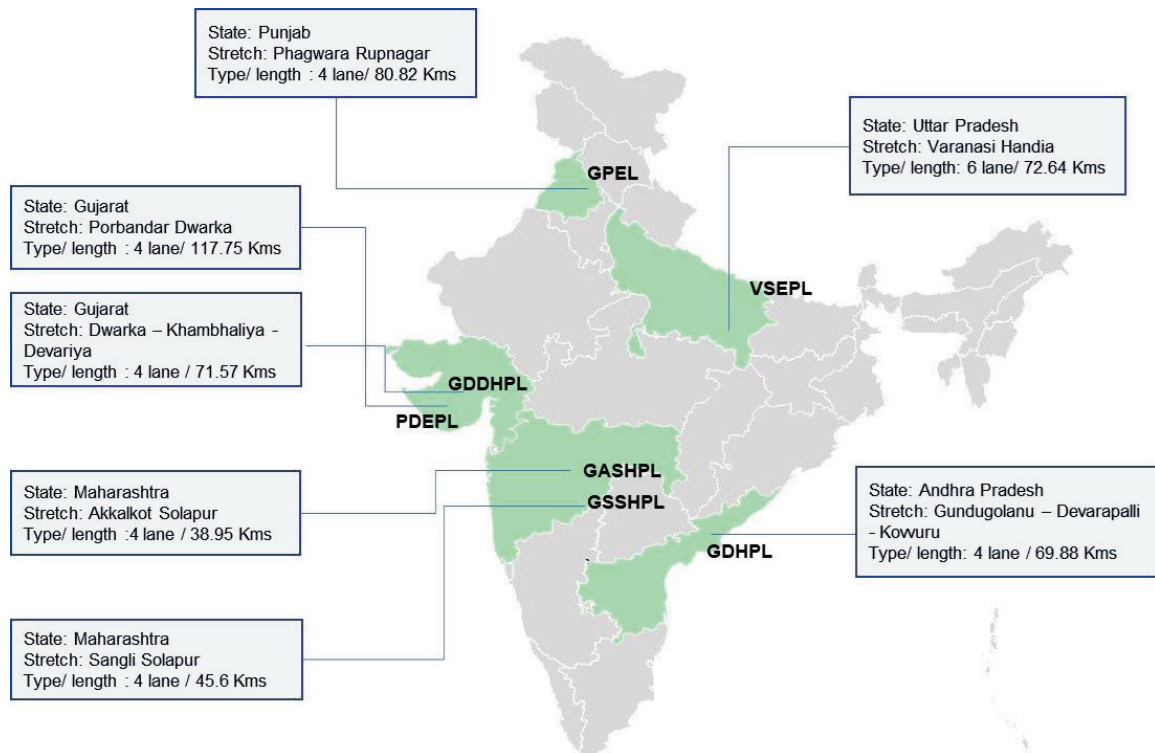 State: Punjab
Stretch: Phagwara Rupnagar
Type/ length : 4 lane/ 80.82 Kms
State: Uttar Pradesh
Stretch: Varanasi Handia
Type/ length: 6 lane/ 72.64 Kms
GPEL
State: Gujarat
Stretch: Porbandar Dwarka
Type/ length : 4 lane/ 117.75 Kms
VSEPL
State: Gujarat
Stretch: Dwarka – Khambhaliya -
Devariya
Type/ length : 4 lane / 71.57 Kms
GDDHPL
PDEPL
State: Maharashtra
Stretch: Akkalkot Solapur
Type/ length :4 lane / 38.95 Kms
GASHPL
GSSHPL
State: Andhra Pradesh
Stretch: Gundugolanu – Devarapalli
- Kovvuru
Type/ length: 4 lane / 69.88 Kms
GDHPL
State: Maharashtra
Stretch: Sangli Solapur
Type/ length : 4 lane / 45.6 Kms